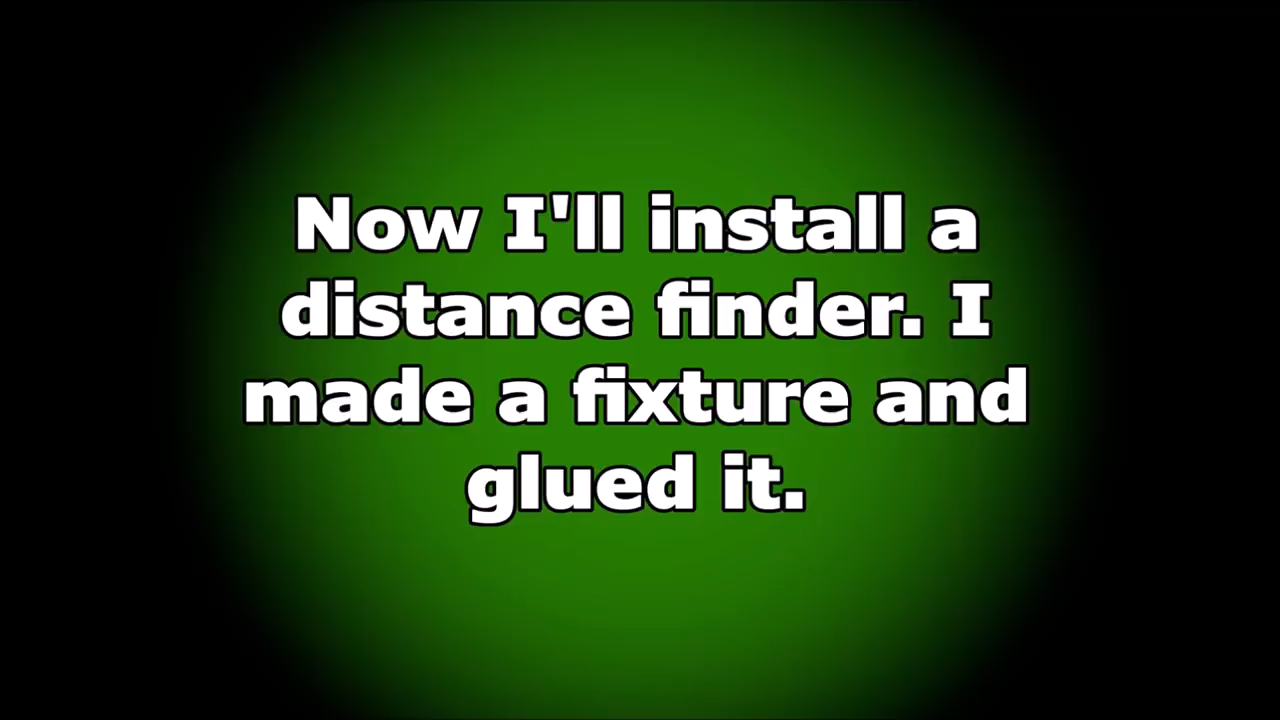 Now I'll install a
distance finder. I
made a fixture and
glued it.